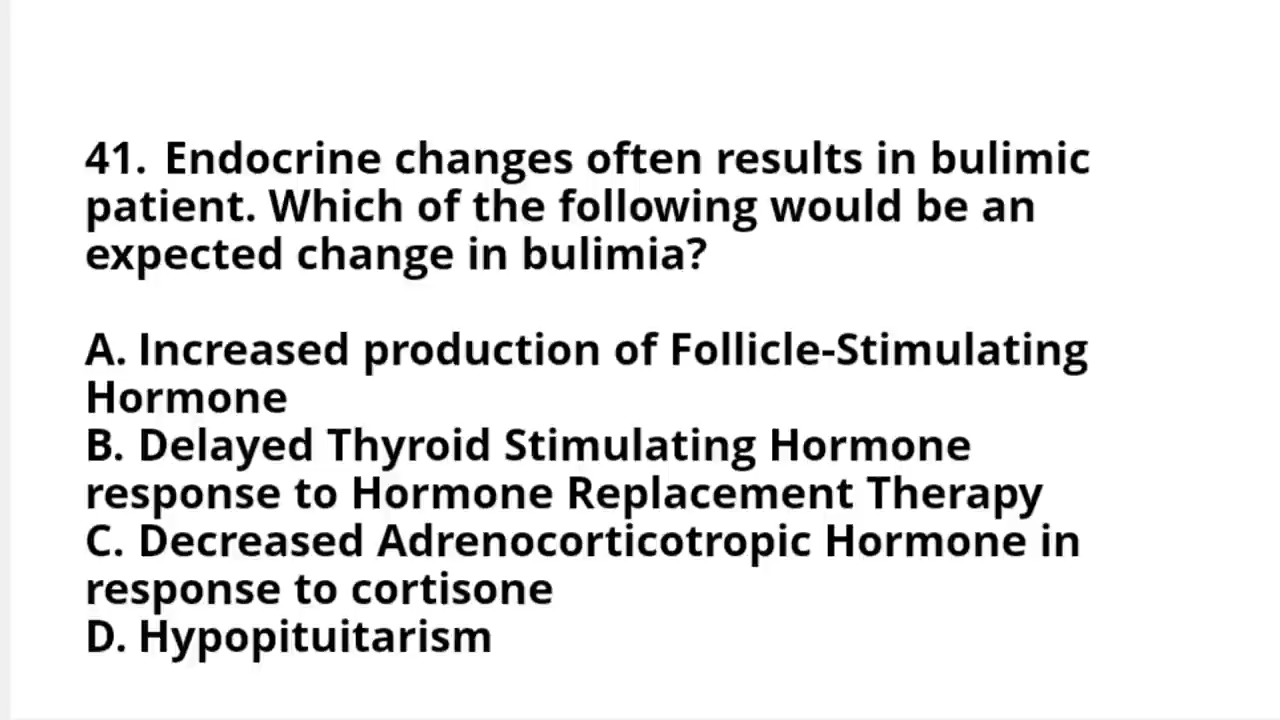 41. Endocrine changes often results in bulimic
patient. Which of the following would be an
expected change in bulimia?
A. Increased production of Follicle-Stimulating
Hormone
B. Delayed Thyroid Stimulating Hormone
response to Hormone Replacement Therapy
C. Decreased Adrenocorticotropic Hormone in
response to cortisone
D. Hypopituitarism